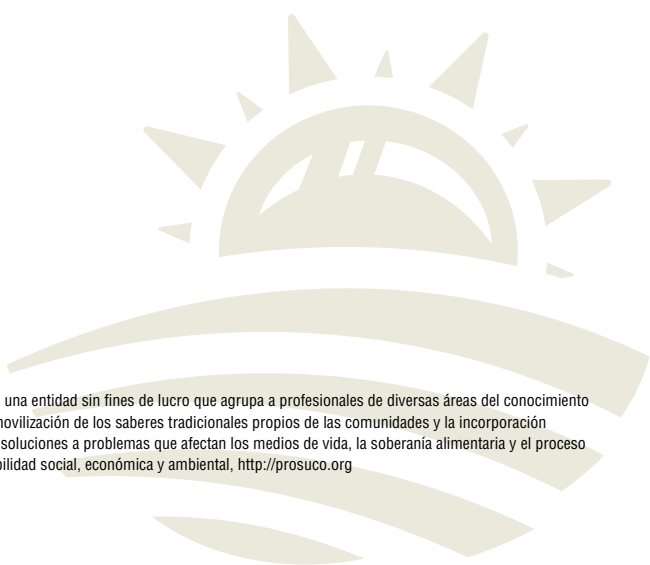 una entidad sin fines de lucro que agrupa a profesionales de diversas áreas del conocimiento
movilización de los saberes tradicionales propios de las comunidades y la incorporación
soluciones a problemas que afectan los medios de vida, la soberanía alimentaria y el proceso
social, económica y ambiental, http://prosuco.org